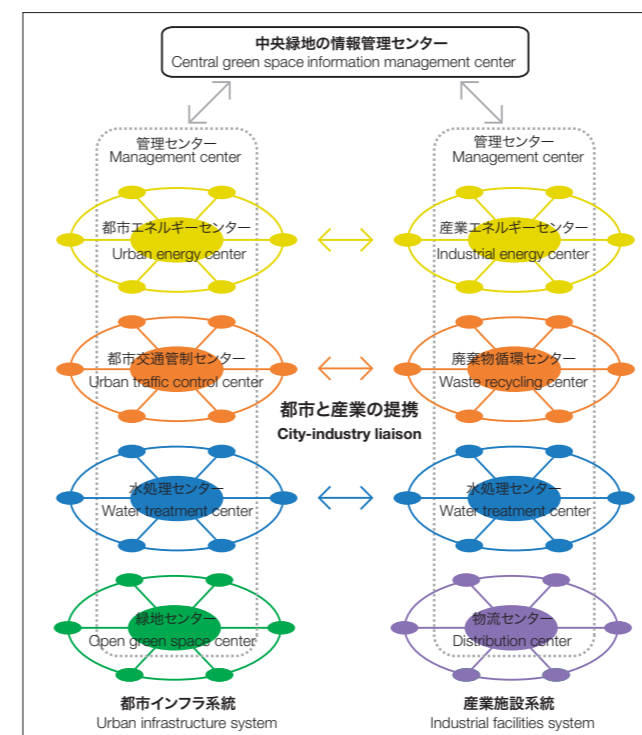 中央緑地の情報管理センター
Central green space information management center
管理センター
Management center
管理センター
Management center
都市エネルギーセンター
Urban energy center
産業エネルギーセンター
Industrial energy center
都市交通管制センター
Urban traffic control center
廃棄物循環センター
Waste recycling center
都市と産業の提携
City-industry liaison
水処理センター
Water treatment center
水処理センター
Water treatment center
緑地センター
Open green space center
物流センター
Distribution center
都市インフラ系統
Urban infrastructure system
産業施設系統
Industrial facilities system